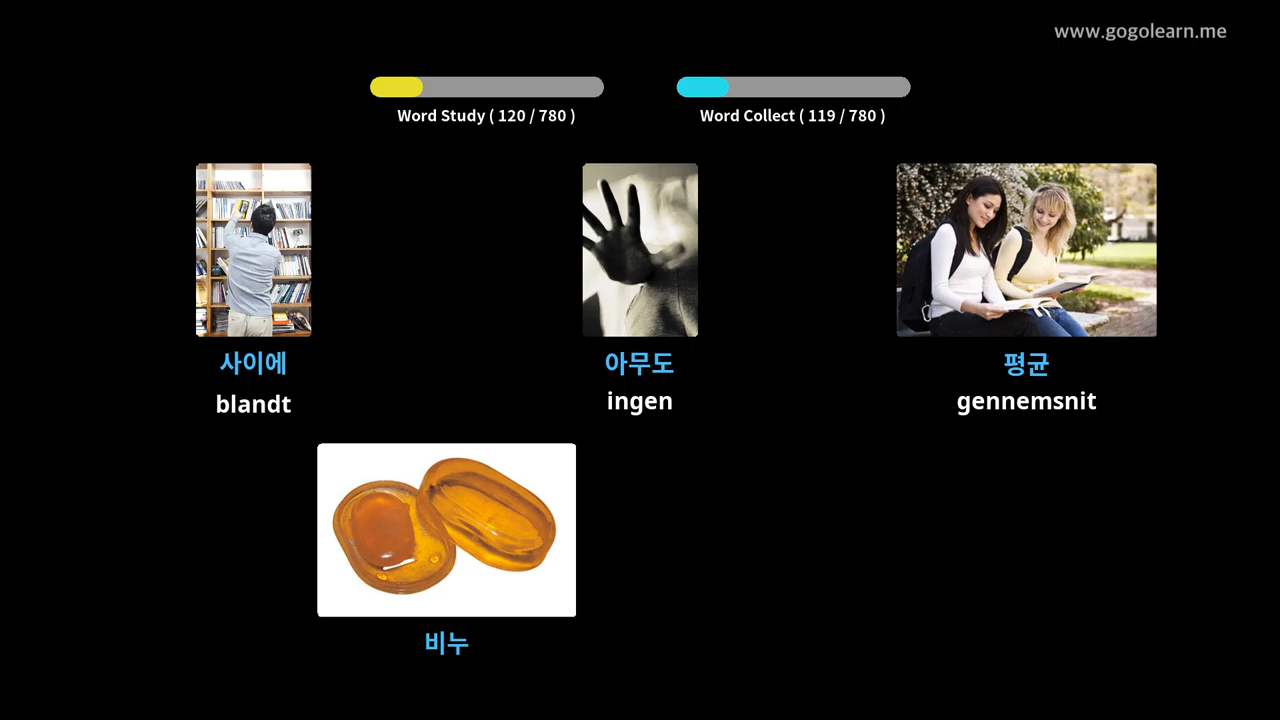 www.gogolearn.me
Word Study ( 120 / 780 )
Word Collect ( 119 / 780 )
사이에
blandt
아무도
ingen
평균
gennemsnit
비누